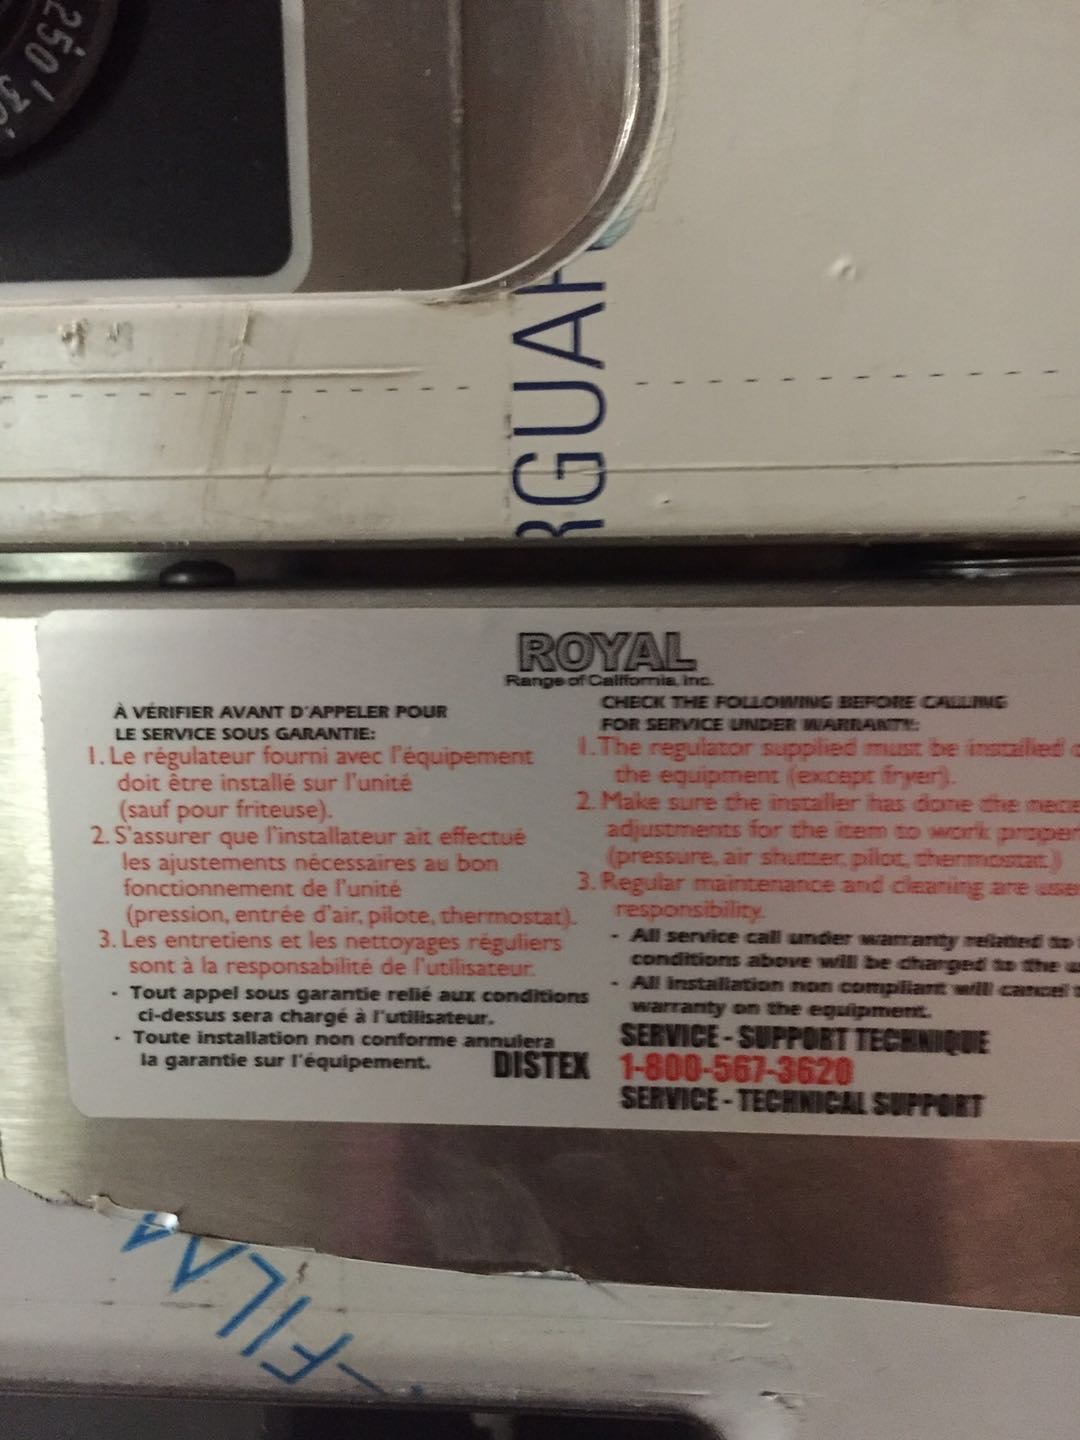 250
RGUAR
ROYAL
Range of California, Inc.
À VÉRIFIER AVANT D'APPELER POUR
LE SERVICE SOUS GARANTIE:
1. Le régulateur fourni avec l'équipement
doit être installé sur l'unité
(sauf pour friteuse).
2. S'assurer que l'installateur ait effectué
les ajustements nécessaires au bon
fonctionnement de l'unité
(pression, entrée d'air, pilote, thermostat).
3. Les entretiens et les nettoyages réguliers
sont à la responsabilité de l'utilisateur.
· Tout appel sous garantie relié aux conditions
ci-dessus sera chargé à l'utilisateur.
· Toute installation non conforme annulera
la garantie sur l'équipement.
DISTEX
CHECK THE FOLLOWING BEFORE CALLING
FOR SERVICE UNDER WARRANTY:
1. The regulator supplied must be installed
the equipment (except fryer).
2. Make sure the installer has done the
adjustments for the item to work
(pressure, air shutter, pilot, thermostat.)
3. Regular maintenance and cleaning are
responsibility.
· All service call under warranty related to
conditions above will be charged to the
· All installation non compliant will cancel
warranty on the equipment.
SERVICE - SUPPORT TECHNIQUE
1-800-567-3620
SERVICE - TECHNICAL SUPPORT
-FILM